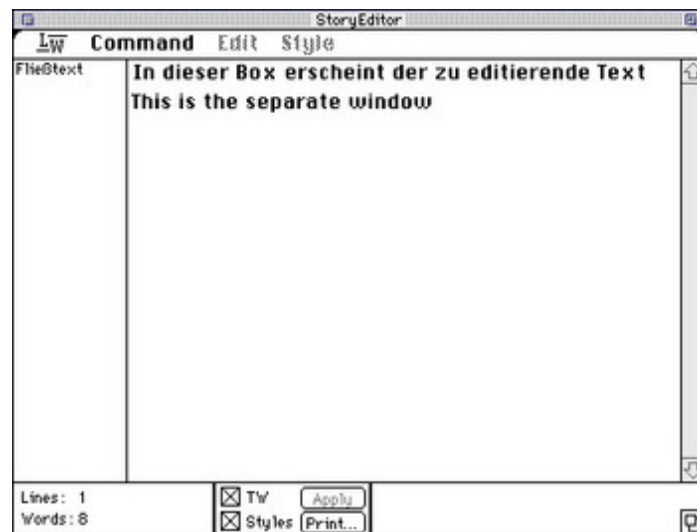 StoryEditor
LW Command Edit Style
Fließtext
In dieser Box erscheint der zu editierende Text
This is the separate window
Lines: 1
Words: 8
TW Apply
Styles Print...